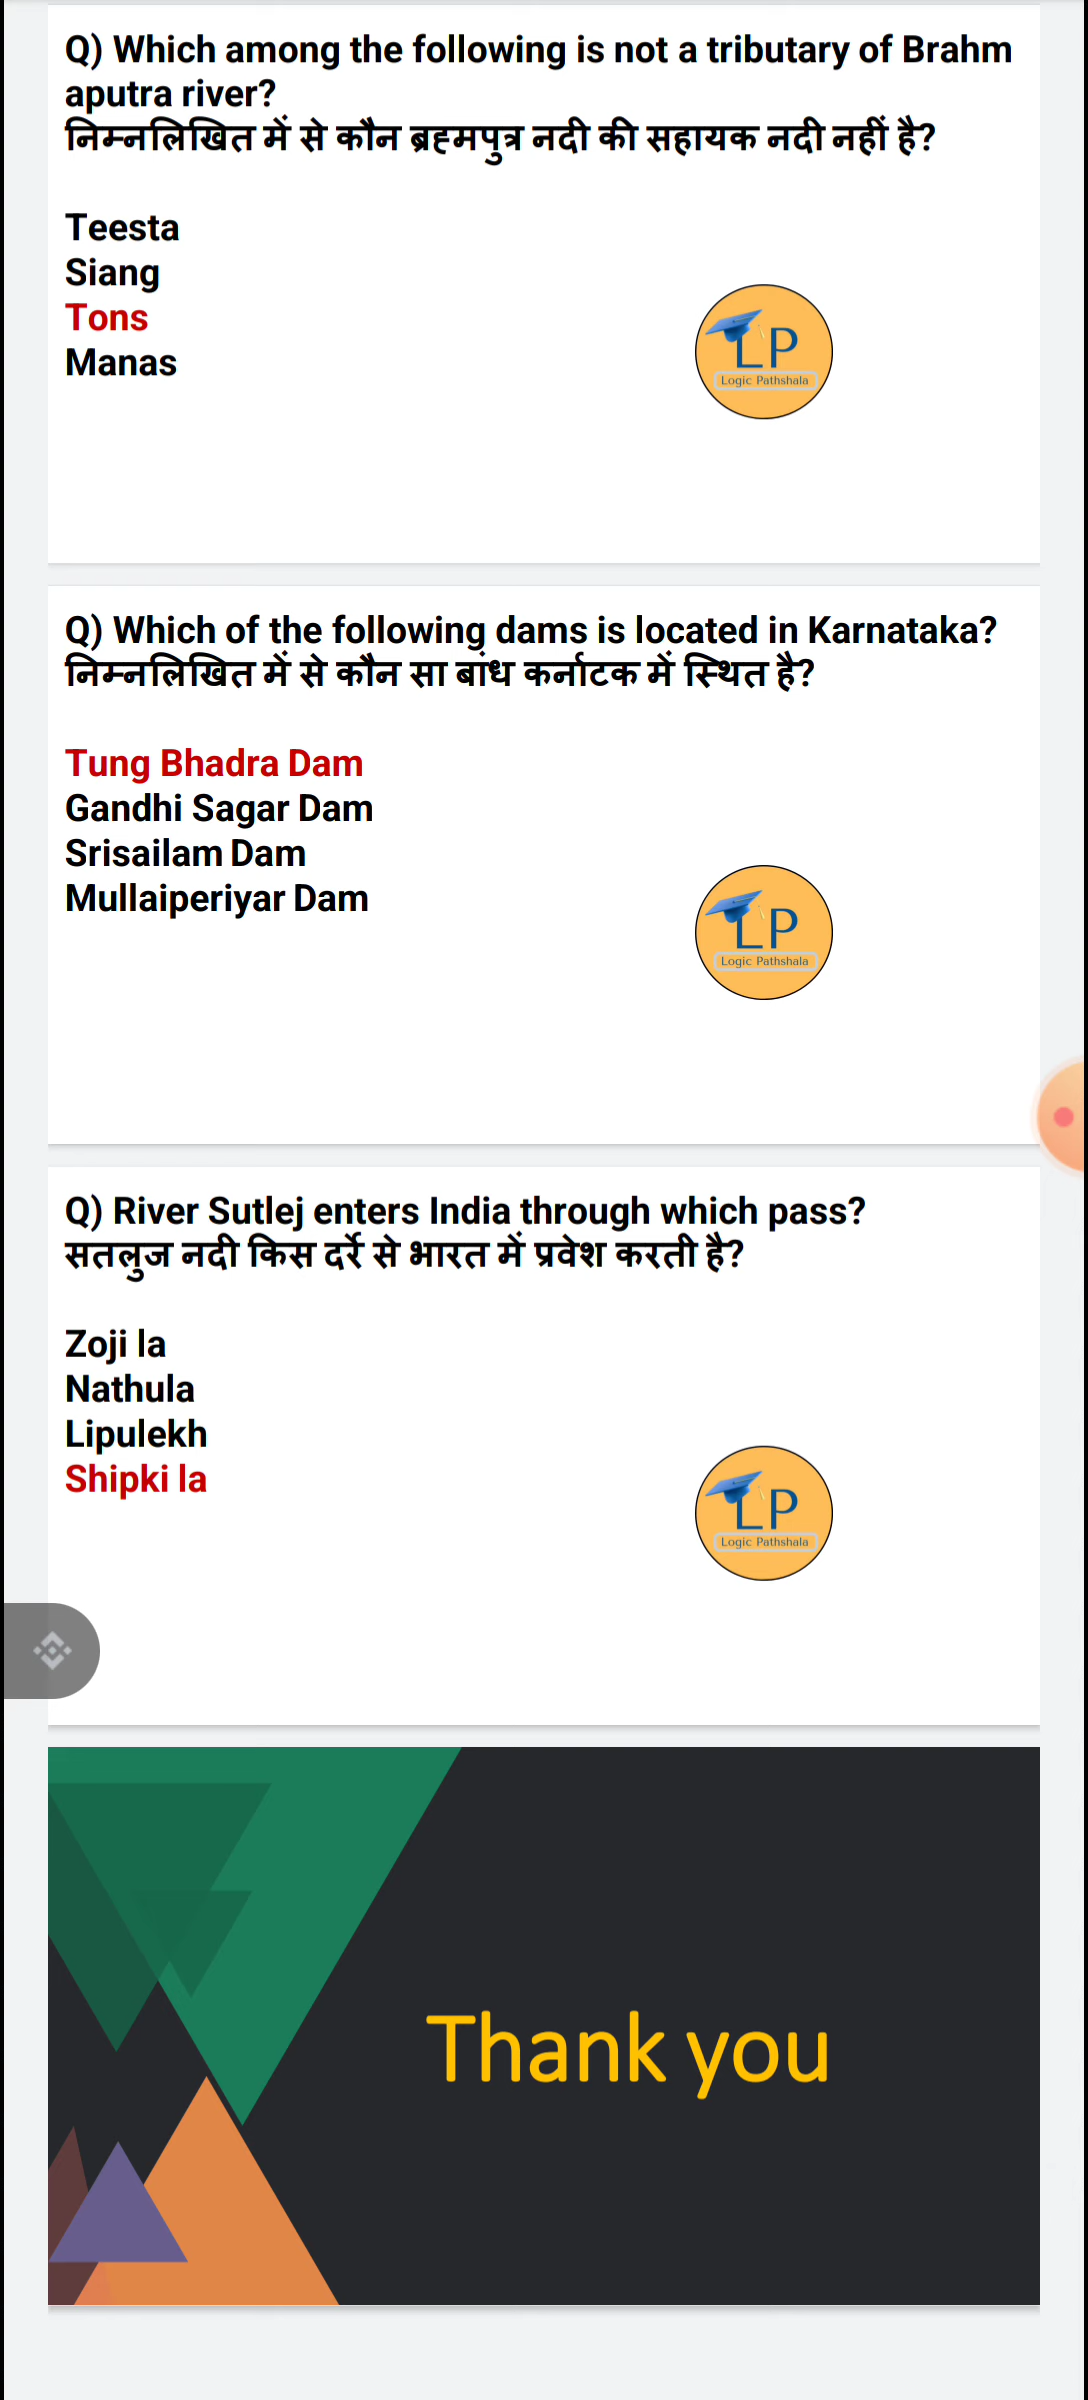 Q) Which among the following is not a tributary of Brahm
aputra river?
निम्नलिखित में से कौन ब्रह्मपुत्र नदी की सहायक नदी नहीं है?
Teesta
Siang
Tons
Manas
LP
Logic Pathshala
Q) Which of the following dams is located in Karnataka?
निम्नलिखित में से कौन सा बांध कर्नाटक में स्थित है?
Tung Bhadra Dam
Gandhi Sagar Dam
Srisailam Dam
Mullaiperiyar Dam
LP
Logic Pathshala
Q) River Sutlej enters India through which pass?
सतलुज नदी किस दर्रे से भारत में प्रवेश करती है?
Zoji la
Nathula
Lipulekh
Shipki la
LP
Logic Pathshala
Thank you